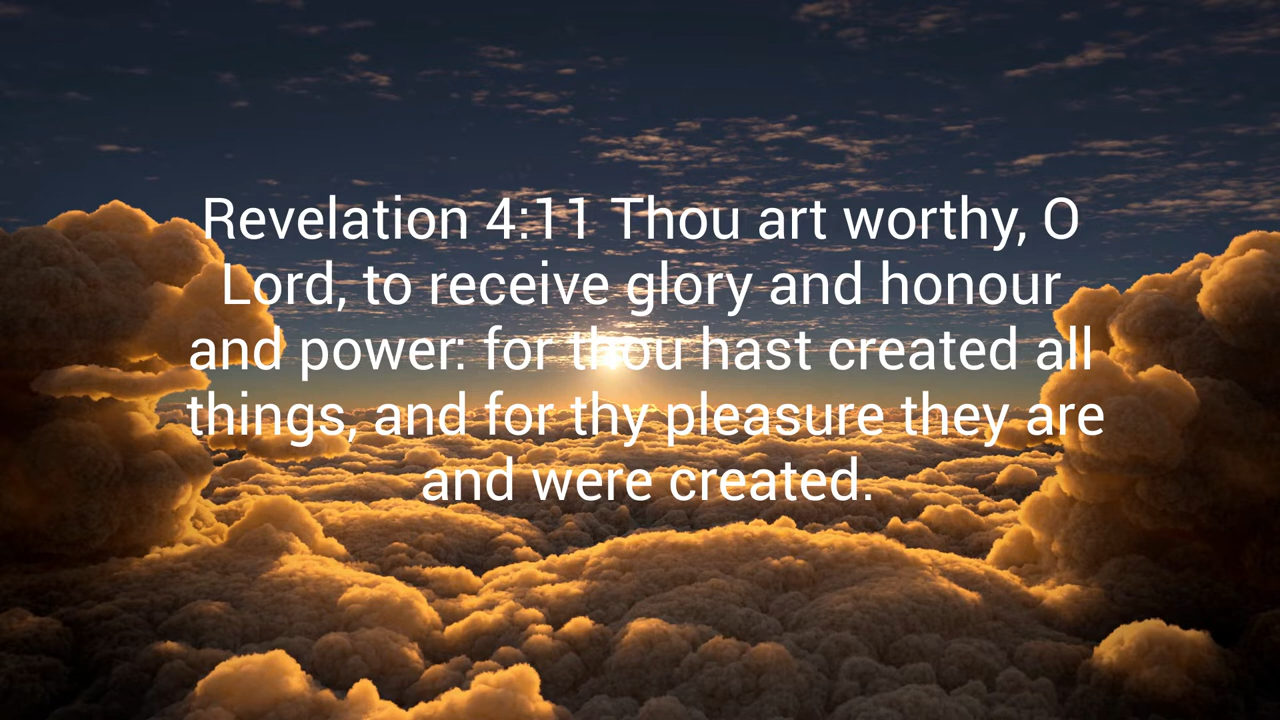 Revelation 4:11 Thou art worthy, O
Lord, to receive glory and honour
and power: for thou hast created all
things, and for thy pleasure they are
and were created.